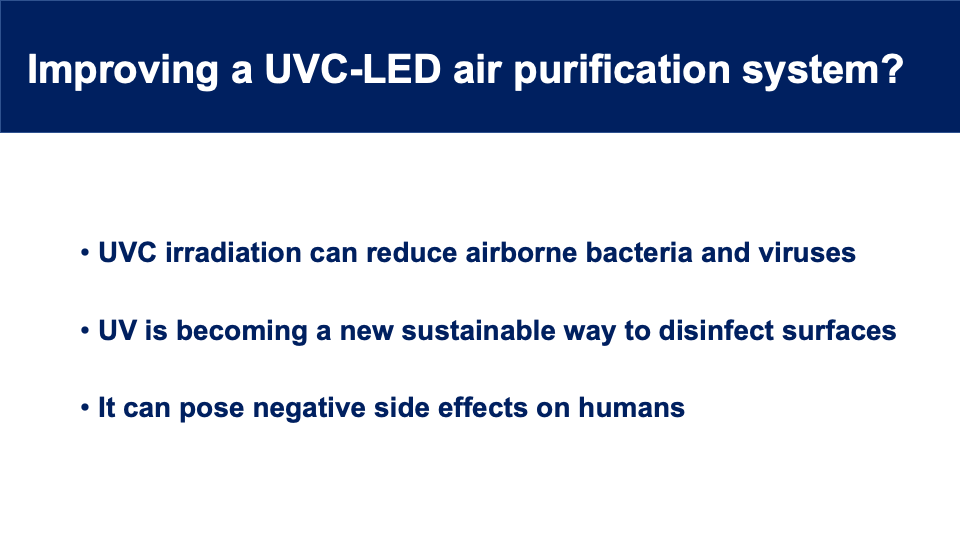 Improving a UVC-LED air purification system?
• UVC irradiation can reduce airborne bacteria and viruses
• UV is becoming a new sustainable way to disinfect surfaces
• It can pose negative side effects on humans